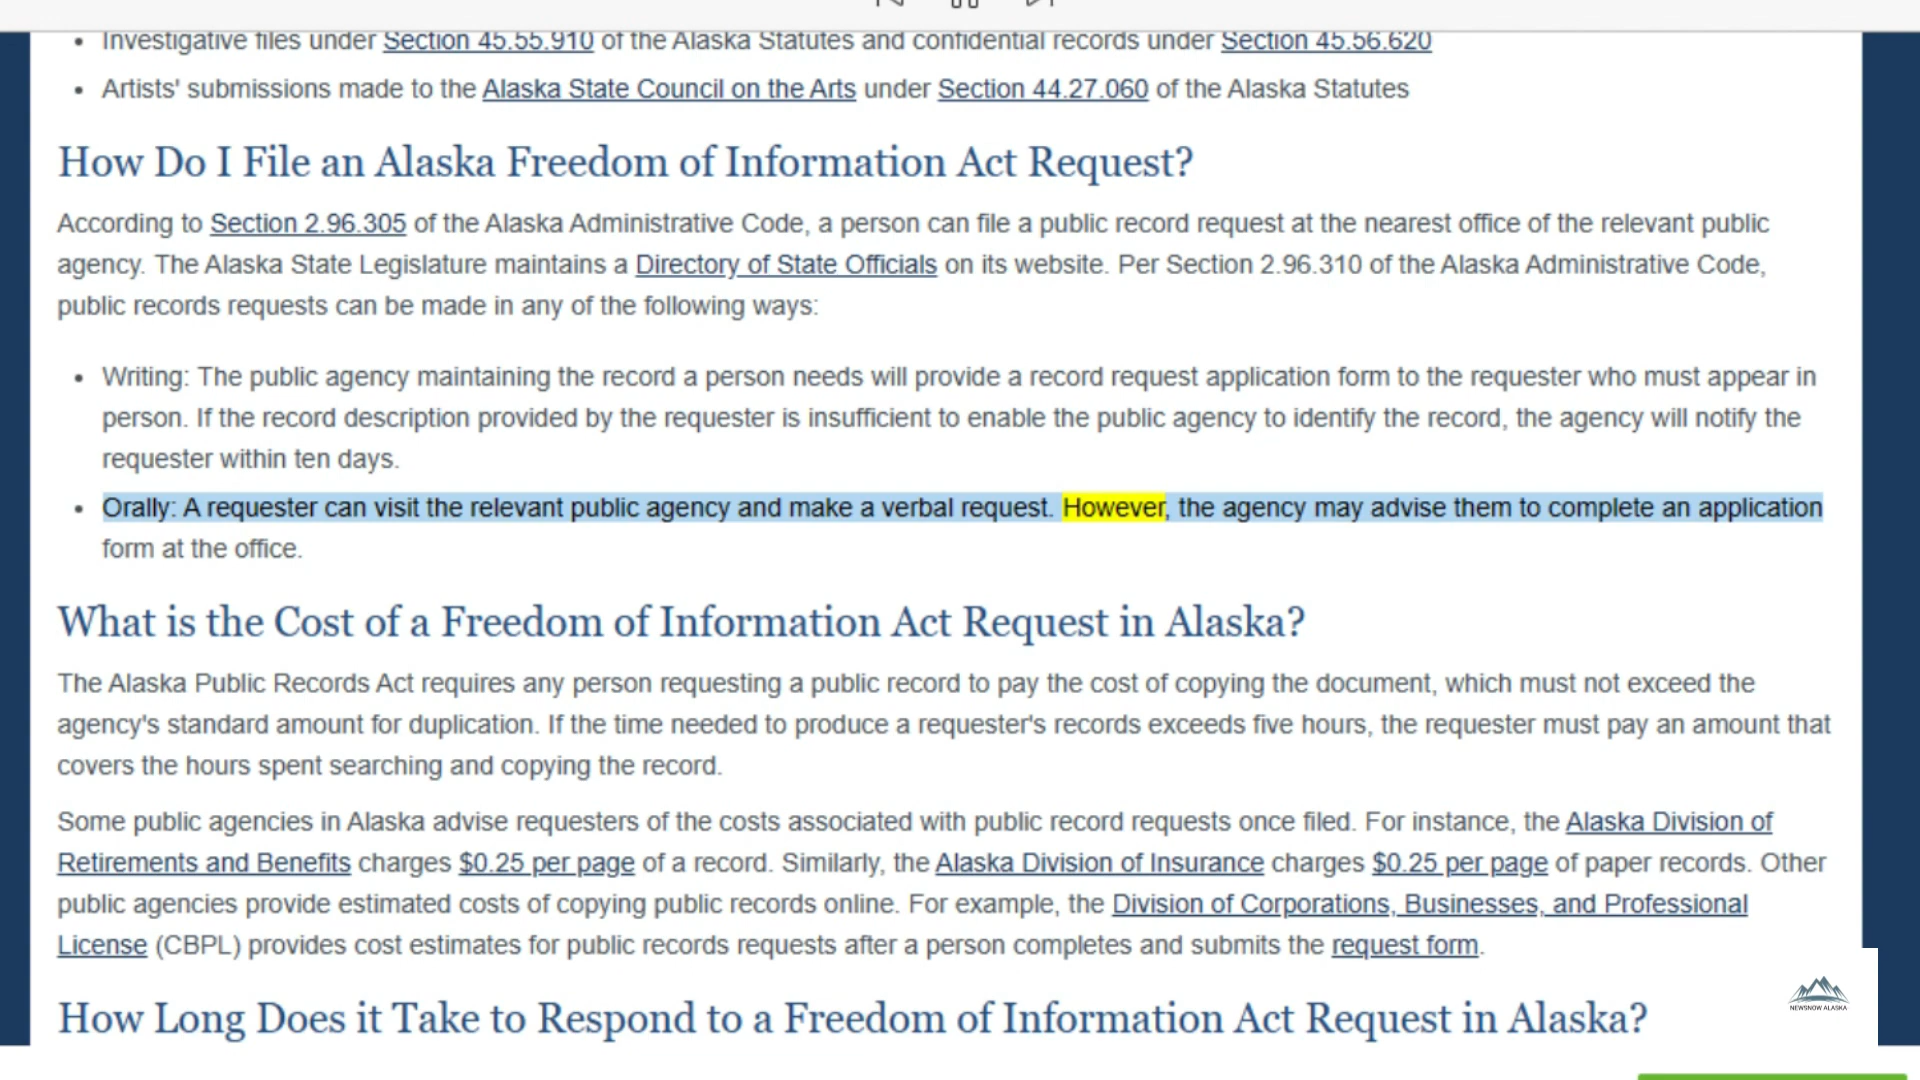 • Investigative files under Section 45.55.910 of the Alaska Statutes and confidential records under Section 45.56.620
• Artists' submissions made to the Alaska State Council on the Arts under Section 44.27.060 of the Alaska Statutes
How Do I File an Alaska Freedom of Information Act Request?
According to Section 2.96.305 of the Alaska Administrative Code, a person can file a public record request at the nearest office of the relevant public
agency. The Alaska State Legislature maintains a Directory of State Officials on its website. Per Section 2.96.310 of the Alaska Administrative Code,
public records requests can be made in any of the following ways:
• Writing: The public agency maintaining the record a person needs will provide a record request application form to the requester who must appear in
person. If the record description provided by the requester is insufficient to enable the public agency to identify the record, the agency will notify the
requester within ten days.
• Orally: A requester can visit the relevant public agency and make a verbal request. However, the agency may advise them to complete an application
form at the office.
What is the Cost of a Freedom of Information Act Request in Alaska?
The Alaska Public Records Act requires any person requesting a public record to pay the cost of copying the document, which must not exceed the
agency's standard amount for duplication. If the time needed to produce a requester's records exceeds five hours, the requester must pay an amount that
covers the hours spent searching and copying the record.
Some public agencies in Alaska advise requesters of the costs associated with public record requests once filed. For instance, the Alaska Division of
Retirements and Benefits charges $0.25 per page of a record. Similarly, the Alaska Division of Insurance charges $0.25 per page of paper records. Other
public agencies provide estimated costs of copying public records online. For example, the Division of Corporations, Businesses, and Professional
License (CBPL) provides cost estimates for public records requests after a person completes and submits the request form.
NEWSNOW ALASKA
How Long Does it Take to Respond to a Freedom of Information Act Request in Alaska?